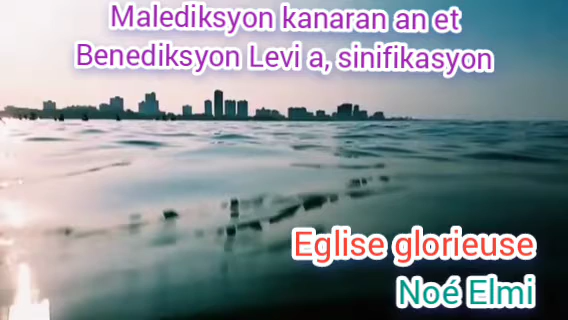 Malediksyon kanaran an et
Benediksyon Levi a, sinifikasyon
Eglise glorieuse
Noé Elmi